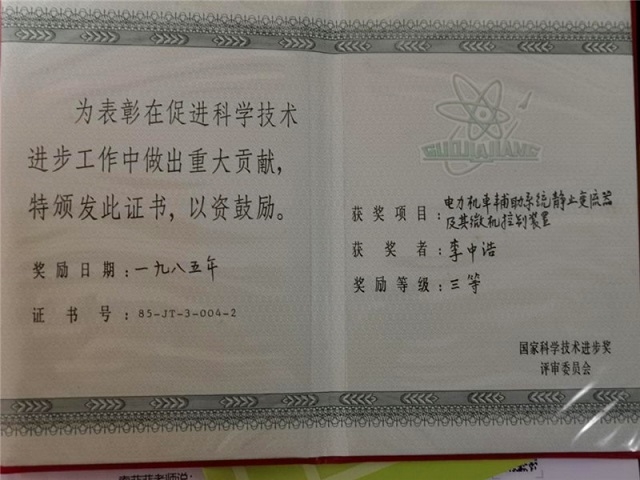 为表彰在促进科学技术
进步工作中做出重大贡献，
特颁发此证书，以资鼓励。
奖励日期：一九八五年
证书号：85-JT-3-004-2
GUOJIAJIANG
获奖项目：电力机车辅助系统静止变流器
及其微机控制装置
获奖者：李中浩
奖励等级：三等
国家科学技术进步奖
评审委员会